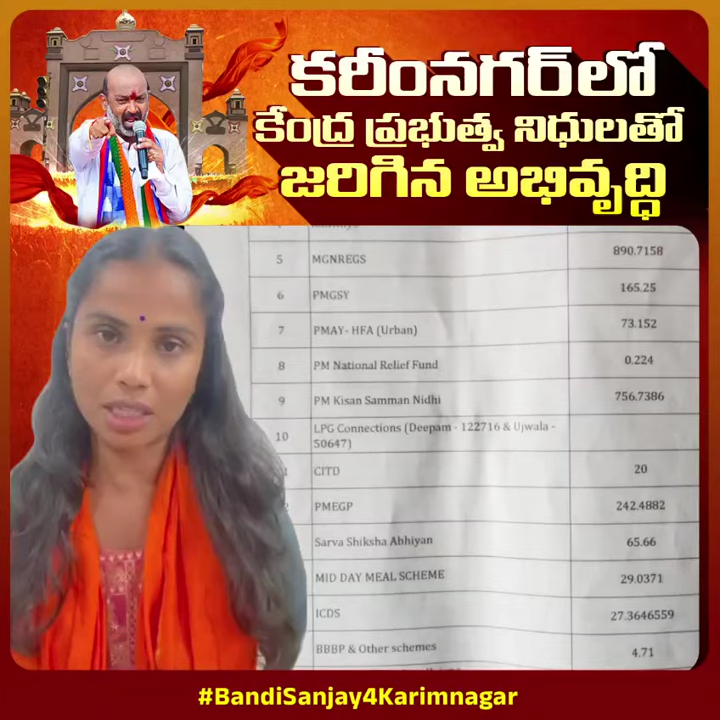 కరీంనగర్‌లో
కేంద్ర ప్రభుత్వ నిధులతో
జరిగిన అభివృద్ధి
5 MGNREGS 890.7158
6 PMGSY 165.25
7 PMAY- HFA (Urban) 73.152
8 PM National Relief Fund 0.224
9 PM Kisan Samman Nidhi 756.7386
10 LPG Connections (Deepam - 122716 & Ujwala -
50647)
CITD 20
PMEGP 242.4882
Sarva Shiksha Abhiyan 65.66
MID DAY MEAL SCHEME 29.0371
ICDS 27.3646559
BBBP & Other schemes 4.71
#BandiSanjay4Karimnagar